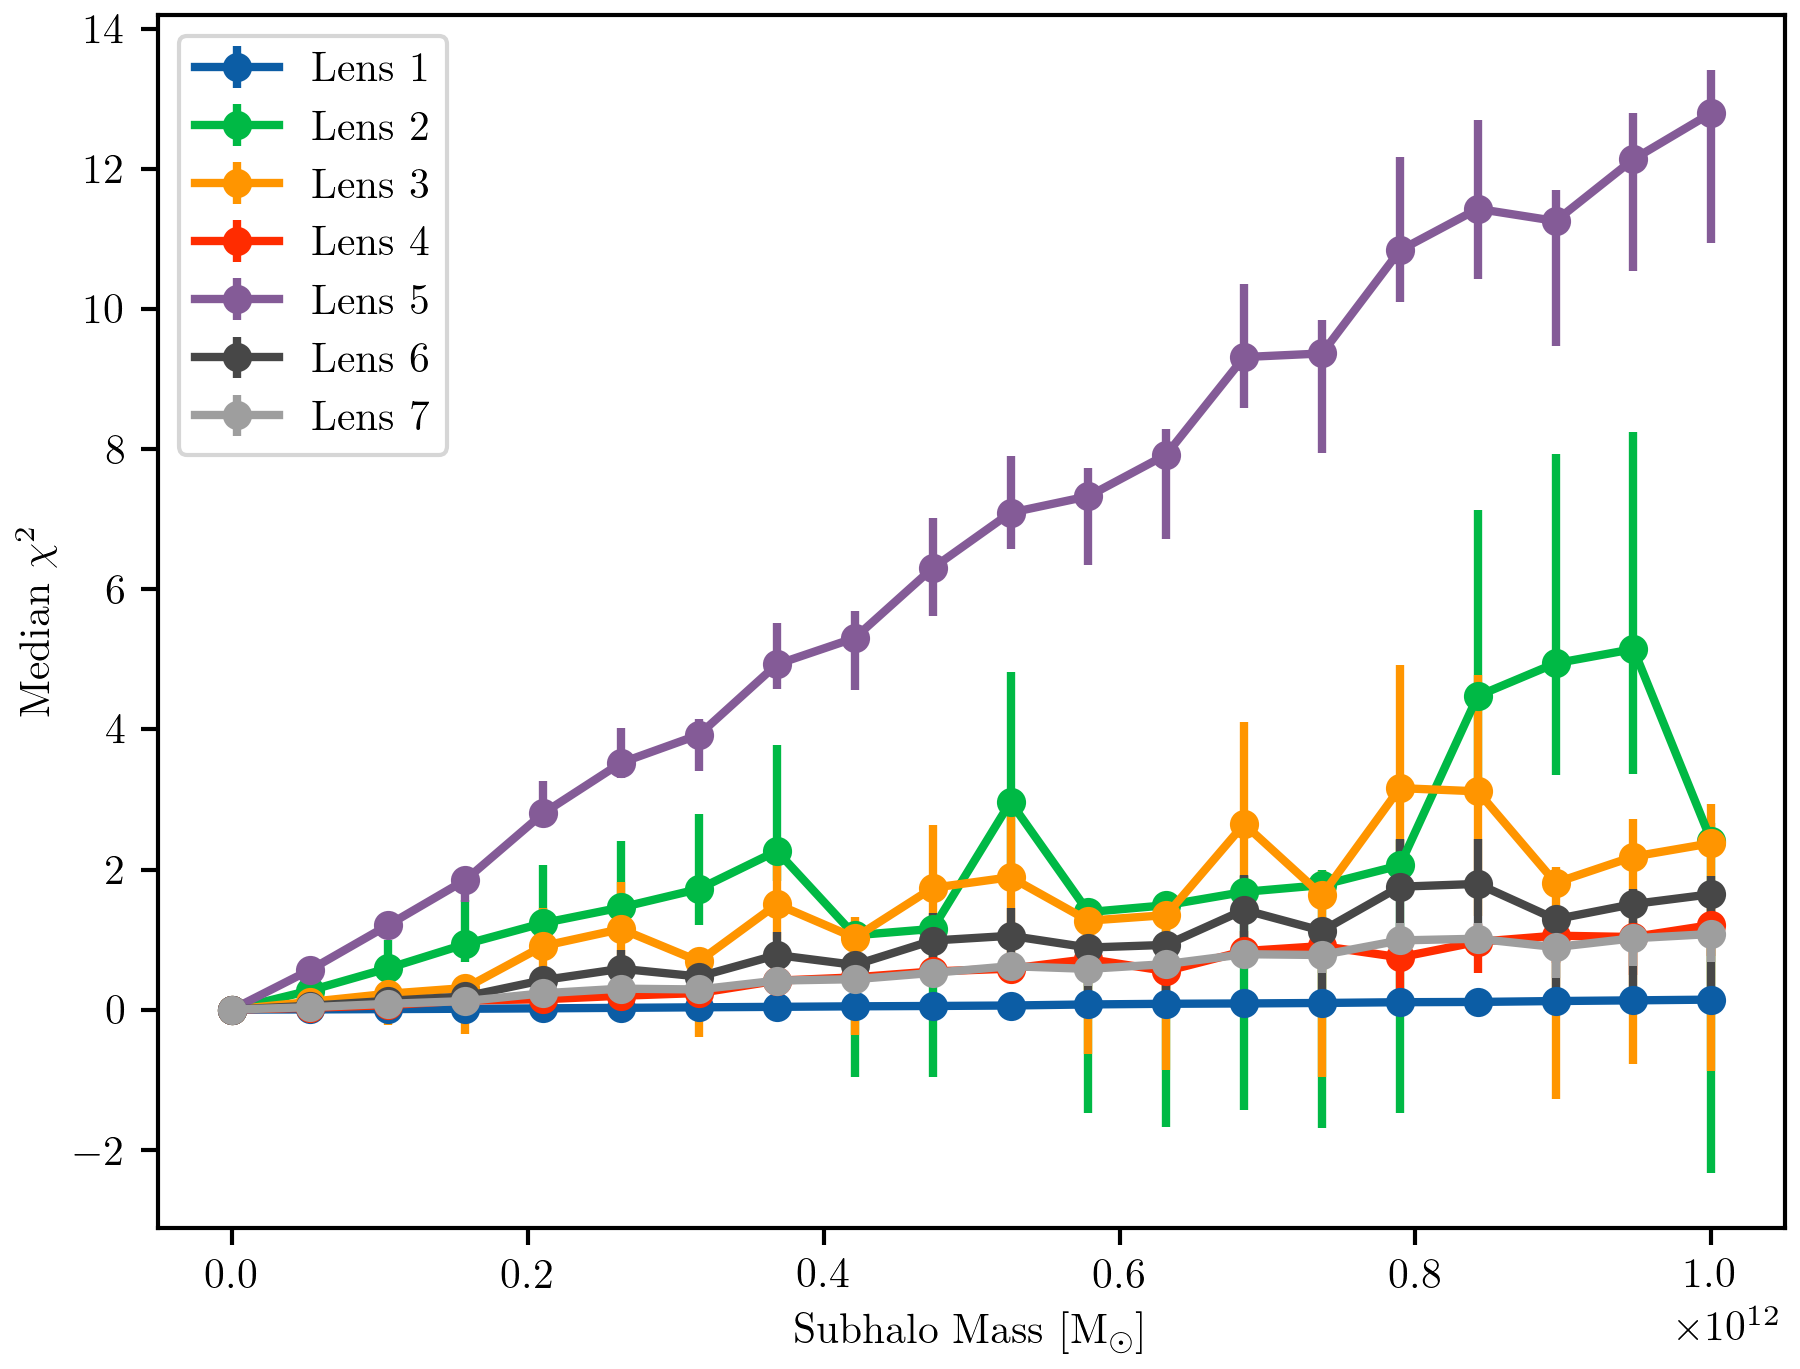 14
12
10
8
6
4
2
0
−2
Median χ²
Lens 1
Lens 2
Lens 3
Lens 4
Lens 5
Lens 6
Lens 7
0.0 0.2 0.4 0.6 0.8 1.0
×10¹²
Subhalo Mass [M☉]